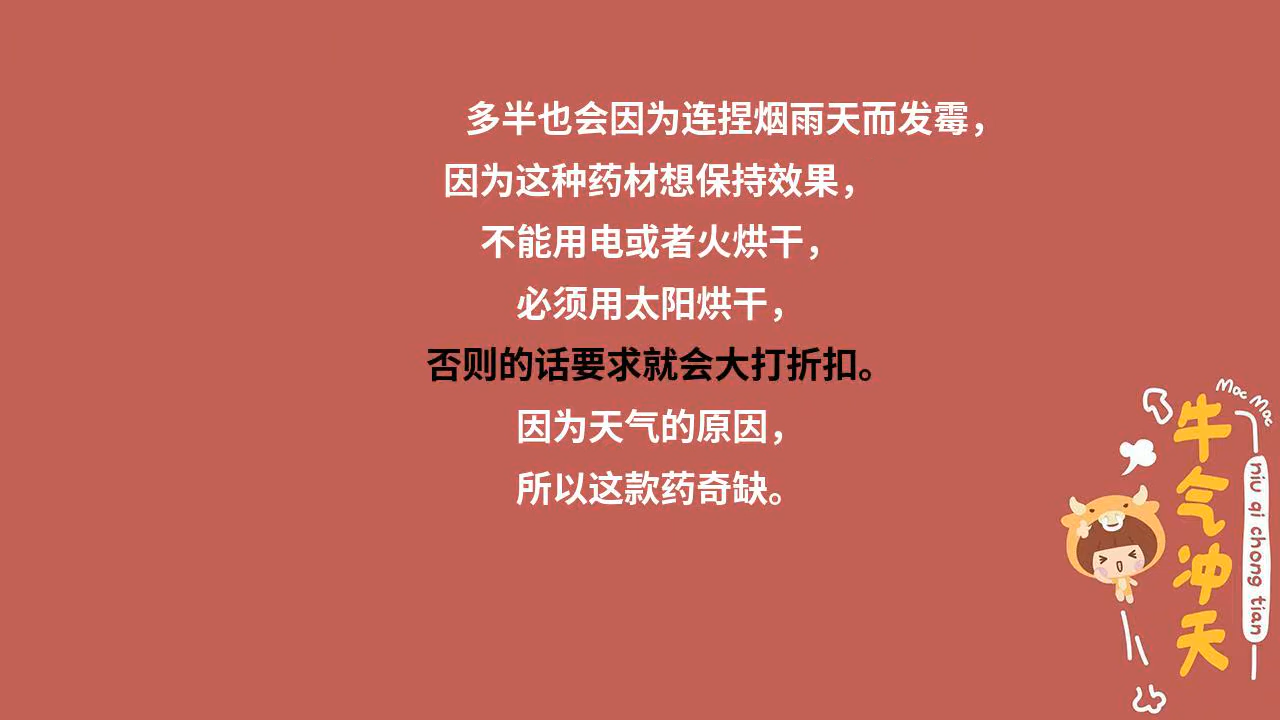 多半也会因为连捏烟雨天而发霉，
因为这种药材想保持效果，
不能用电或者火烘干，
必须用太阳烘干，
否则的话要求就会大打折扣。
因为天气的原因，
所以这款药奇缺。
Moc Moc
牛气冲天
niu qi chong tian